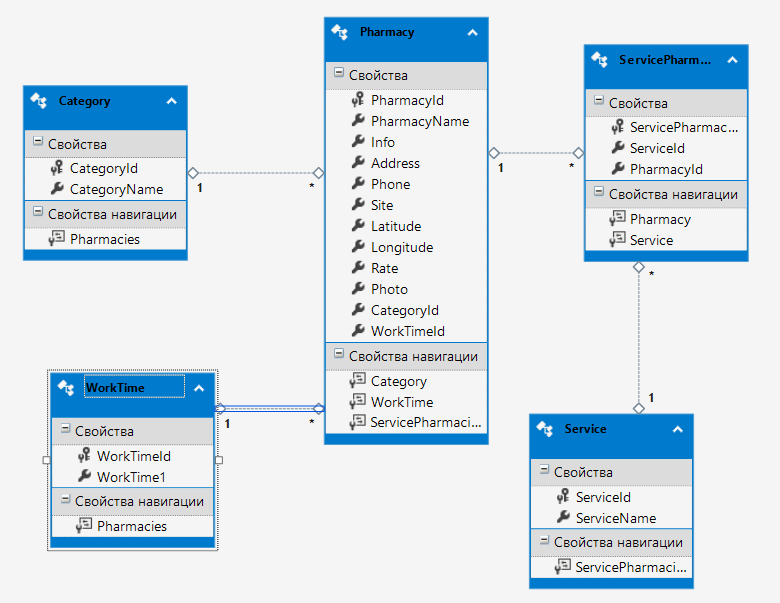 Category
Свойства
CategoryId
CategoryName
Свойства навигации
Pharmacies
1
*
Pharmacy
Свойства
PharmacyId
PharmacyName
Info
Address
Phone
Site
Latitude
Longitude
Rate
Photo
CategoryId
WorkTimeId
Свойства навигации
Category
WorkTime
ServicePharmaci...
1
*
ServicePharm...
Свойства
ServicePharmac...
ServiceId
PharmacyId
Свойства навигации
Pharmacy
Service
*
1
WorkTime
Свойства
WorkTimeId
WorkTime1
Свойства навигации
Pharmacies
1
*
Service
Свойства
ServiceId
ServiceName
Свойства навигации
ServicePharmaci...